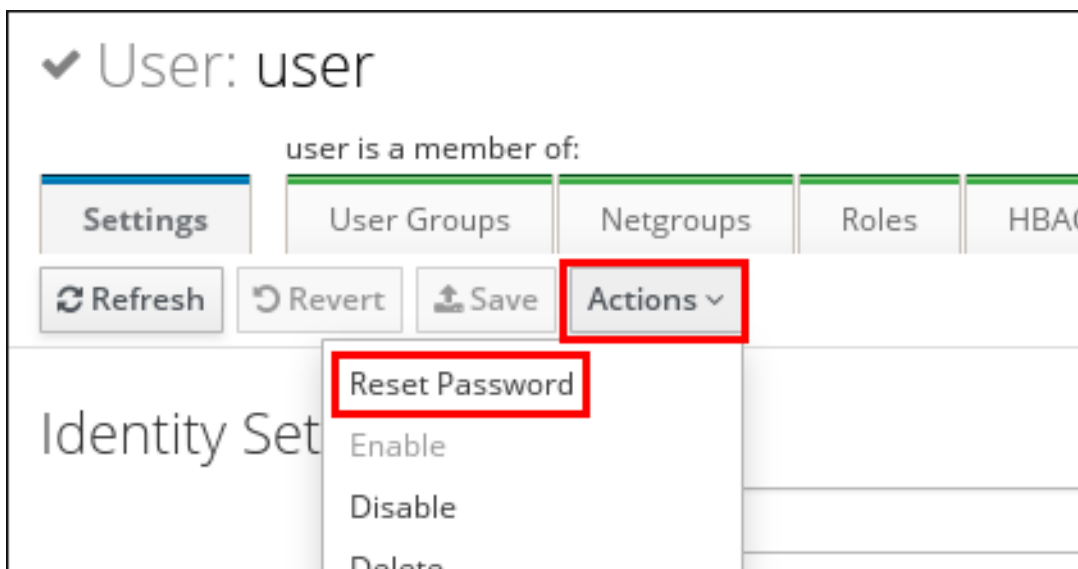 User: user
user is a member of:
Settings User Groups Netgroups Roles
Refresh Revert Save Actions
Reset Password
Identity Set
Enable
Disable
Delete